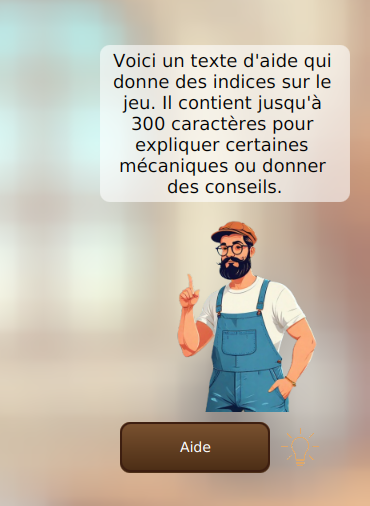 Voici un texte d'aide qui
donne des indices sur le
jeu. Il contient jusqu'à
300 caractères pour
expliquer certaines
mécaniques ou donner
des conseils.
Aide